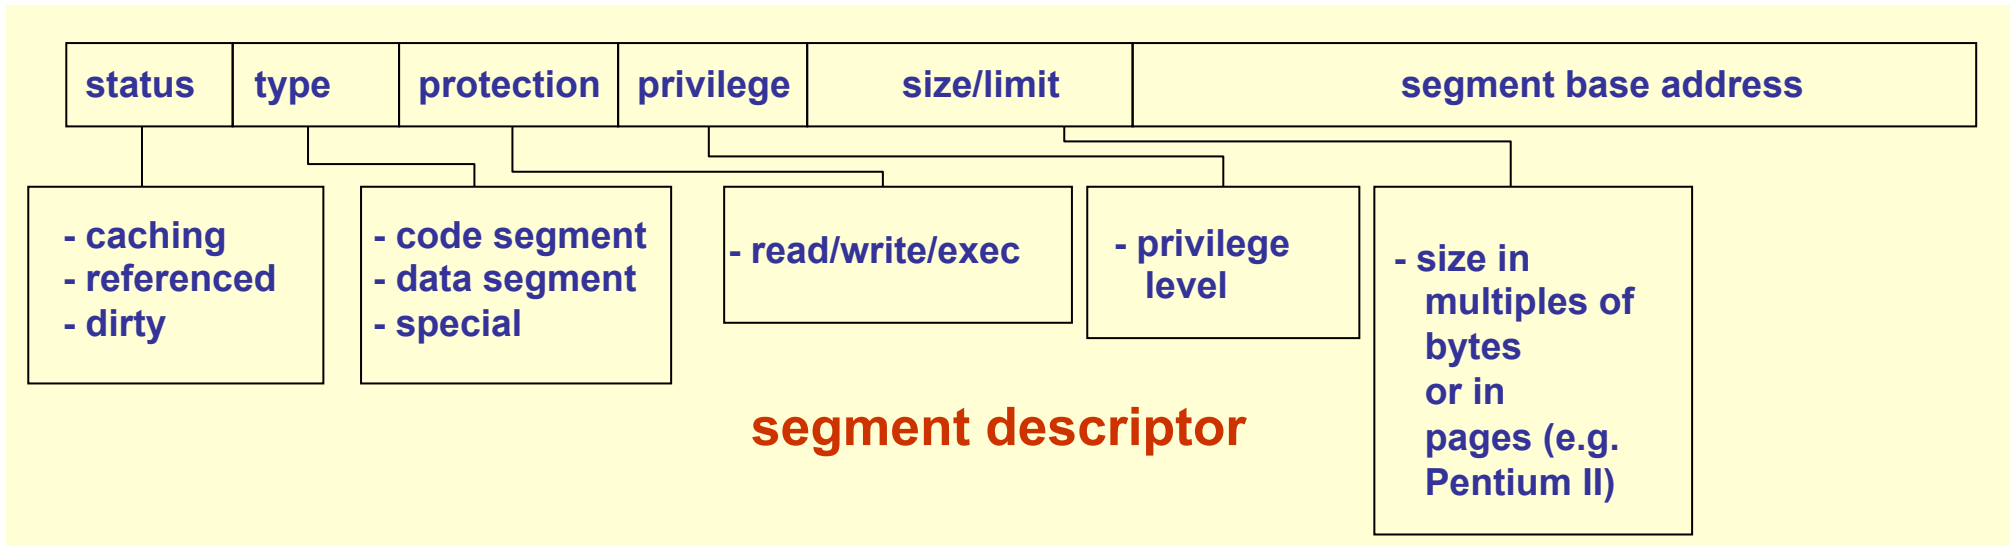 status type protection privilege size/limit segment base address
- caching
- referenced
- dirty
- code segment
- data segment
- special
- read/write/exec
- privilege
level
- size in
multiples of
bytes
or in
pages (e.g.
Pentium II)
segment descriptor